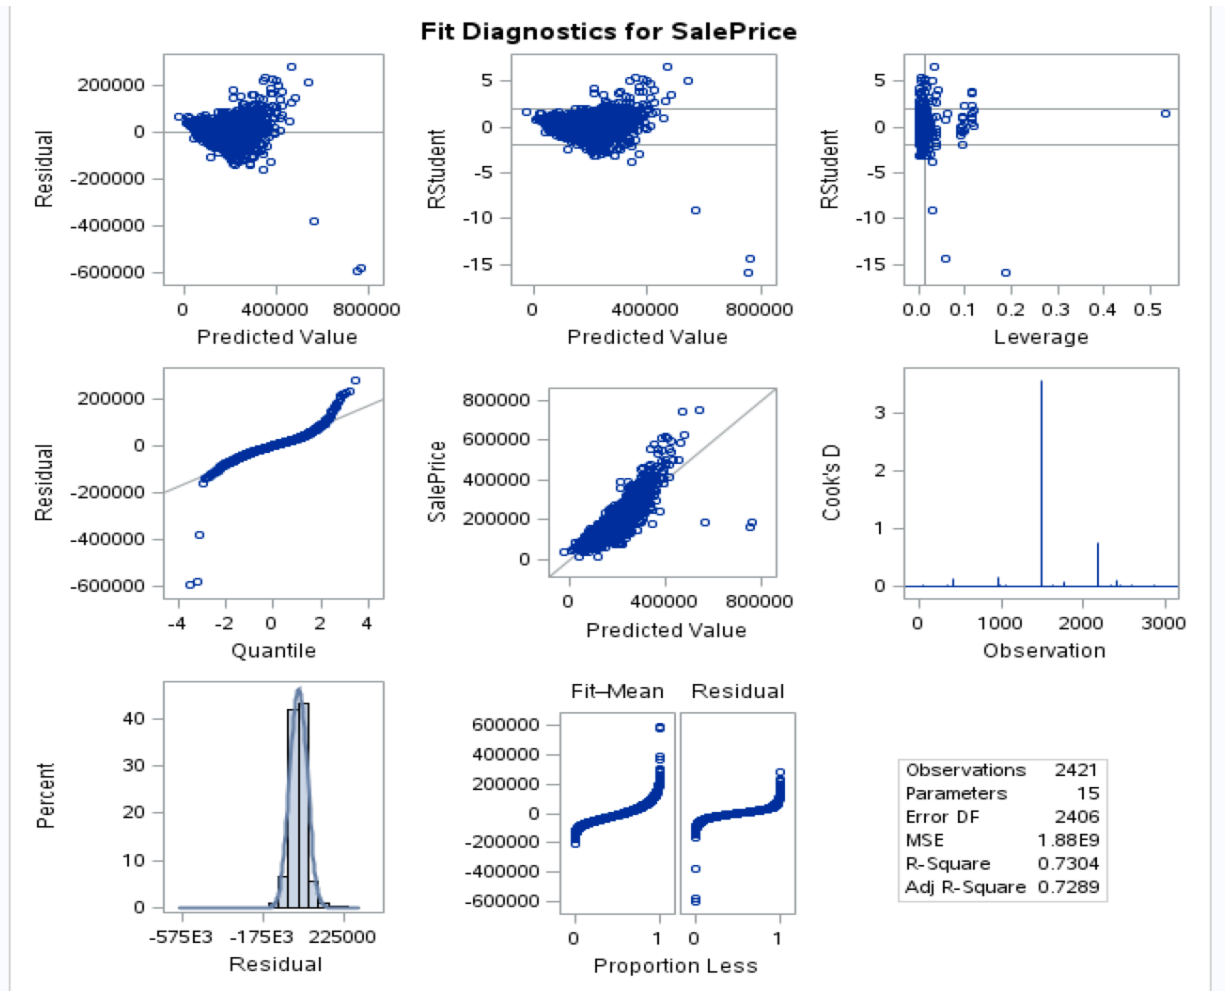 Fit Diagnostics for SalePrice
Residual
200000
0
-200000
-400000
-600000
0
400000
800000
Predicted Value
RStudent
5
0
-5
-10
-15
0
400000
800000
Predicted Value
RStudent
5
0
-5
-10
-15
0.0
0.1
0.2
0.3
0.4
0.5
Leverage
Residual
200000
0
-200000
-400000
-600000
-4
-2
0
2
4
Quantile
SalePrice
800000
600000
400000
200000
0
0
400000
800000
Predicted Value
Cook's D
3
2
1
0
0
1000
2000
3000
Observation
Percent
40
30
20
10
0
-575E3
-175E3
225000
Residual
Fit–Mean
Residual
600000
400000
200000
0
-200000
-400000
-600000
0
1
0
1
Proportion Less
Observations 2421
Parameters 15
Error DF 2406
MSE 1.88E9
R-Square 0.7304
Adj R-Square 0.7289